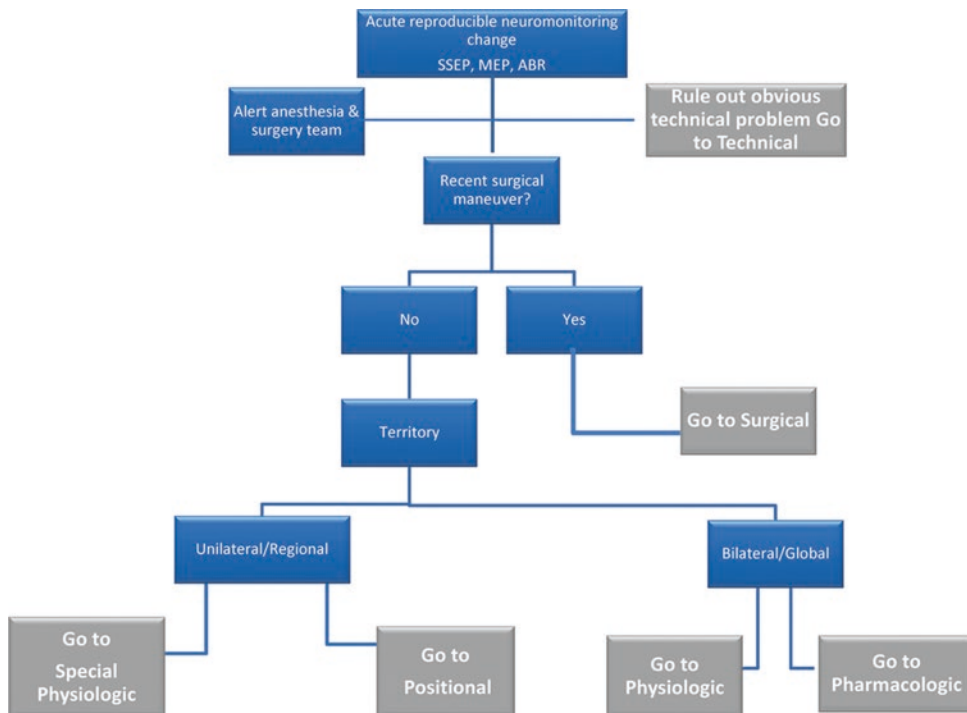 Acute reproducible neuromonitoring
change
SSEP, MEP, ABR
Alert anesthesia &
surgery team
Rule out obvious
technical problem Go
to Technical
Recent surgical
maneuver?
No
Yes
Go to Surgical
Territory
Unilateral/Regional
Bilateral/Global
Go to
Special
Physiologic
Go to
Positional
Go to
Physiologic
Go to
Pharmacologic